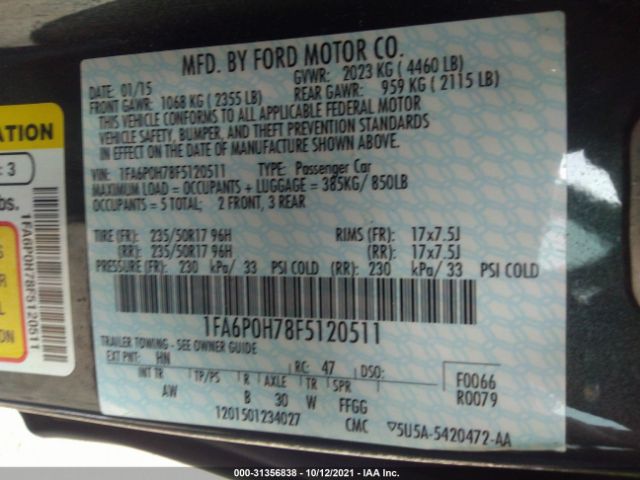 MFD. BY FORD MOTOR CO.
DATE: 01/15 GVWR: 2023 KG ( 4460 LB)
FRONT GAWR: 1068 KG ( 2355 LB) REAR GAWR: 959 KG ( 2115 LB)
THIS VEHICLE CONFORMS TO ALL APPLICABLE FEDERAL MOTOR
VEHICLE SAFETY, BUMPER, AND THEFT PREVENTION STANDARDS
IN EFFECT ON THE DATE OF MANUFACTURE SHOWN ABOVE.
VIN: 1FA6P0H78F5120511 TYPE: Passenger Car
MAXIMUM LOAD = OCCUPANTS + LUGGAGE = 385KG/ 850LB
OCCUPANTS = 5 TOTAL: 2 FRONT, 3 REAR
TIRE (FR): 235/50R17 96H RIMS (FR): 17x7.5J
(RR): 235/50R17 96H (RR): 17x7.5J
PRESSURE (FR): 230 kPa/ 33 PSI COLD (RR): 230 kPa/ 33 PSI COLD
1FA6P0H78F5120511
TRAILER TOWING - SEE OWNER GUIDE
EXT PNT: HN RC: 47 DSO: F0066
INT TR TP/PS R AXLE TR SPR R0079
AW B 30 W FFGG
1201501234027 CMC ▽5U5A-5420472-AA
ATION
: 3
bs.
1FA6P0H78F5120511
000-31356838 - 10/12/2021 - IAA Inc.